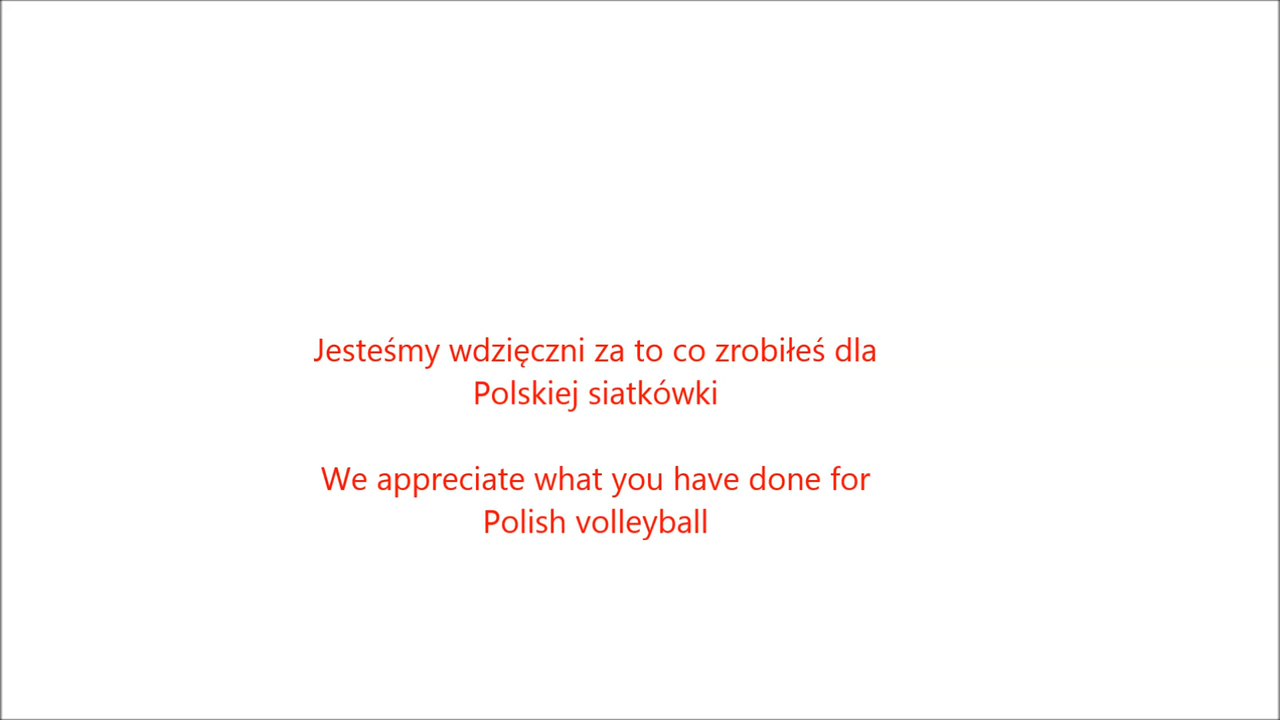 Jesteśmy wdzięczni za to co zrobiłeś dla
Polskiej siatkówki
We appreciate what you have done for
Polish volleyball